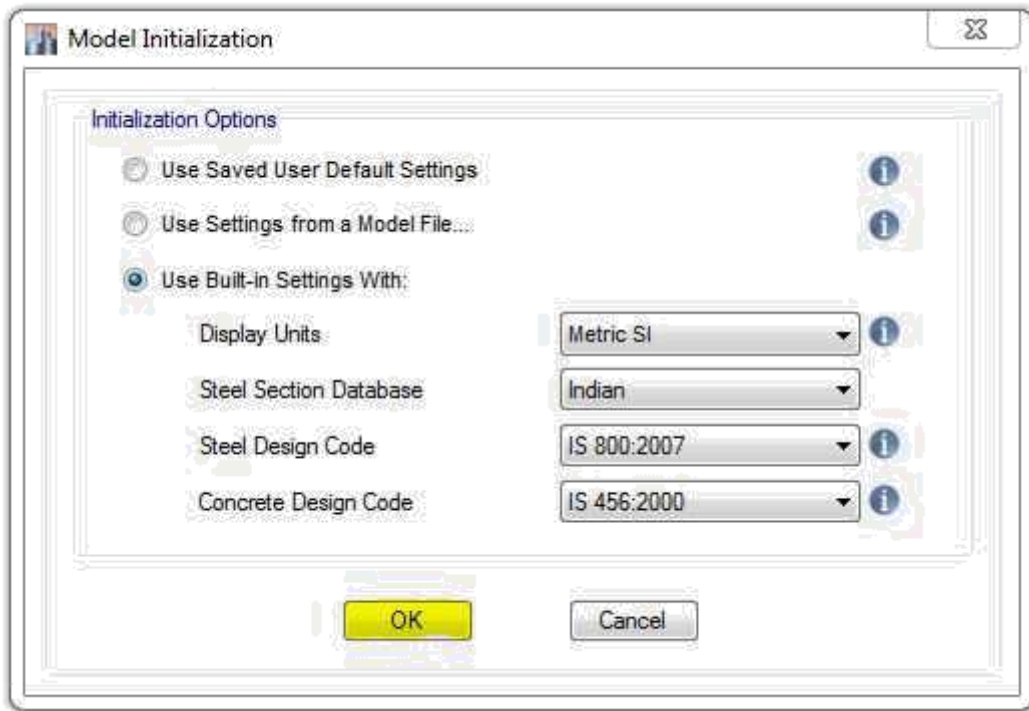 Model Initialization
Initialization Options
Use Saved User Default Settings
Use Settings from a Model File...
Use Built-in Settings With:
Display Units Metric SI
Steel Section Database Indian
Steel Design Code IS 800:2007
Concrete Design Code IS 456:2000
OK Cancel